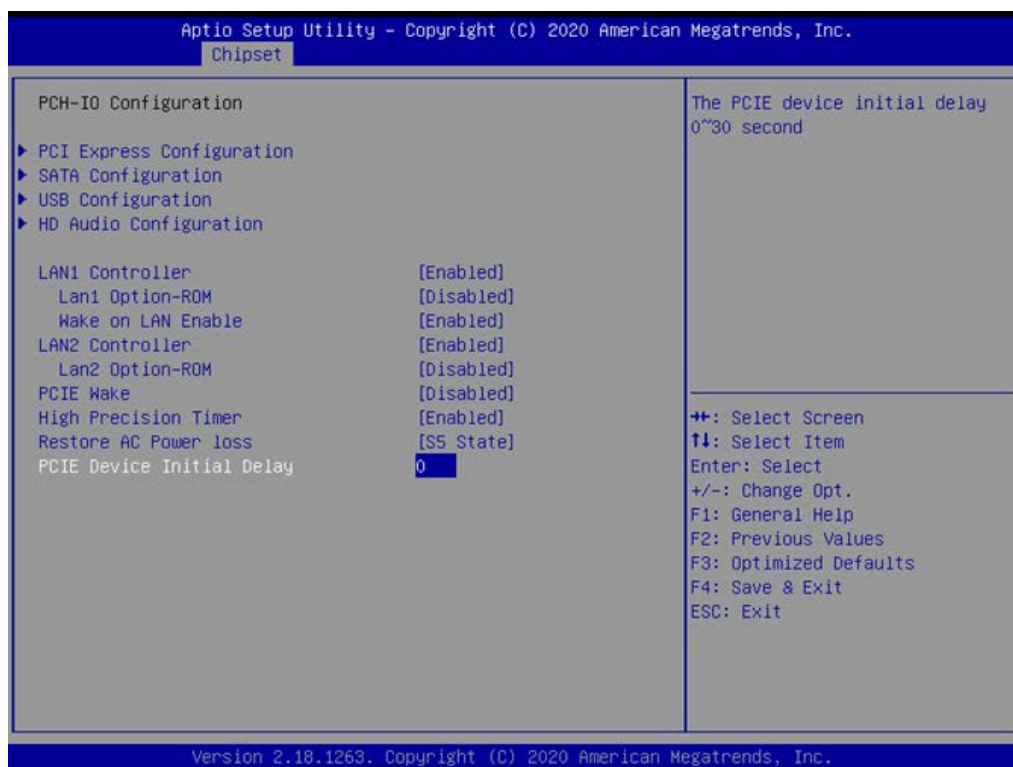 Aptio Setup Utility – Copyright (C) 2020 American Megatrends, Inc.
Chipset
PCH-IO Configuration
PCI Express Configuration
SATA Configuration
USB Configuration
HD Audio Configuration
LAN1 Controller [Enabled]
Lan1 Option-ROM [Disabled]
Wake on LAN Enable [Enabled]
LAN2 Controller [Enabled]
Lan2 Option-ROM [Disabled]
PCIE Wake [Disabled]
High Precision Timer [Enabled]
Restore AC Power loss [S5 State]
PCIE Device Initial Delay 0
The PCIE device initial delay
0~30 second
→←: Select Screen
↑↓: Select Item
Enter: Select
+/-: Change Opt.
F1: General Help
F2: Previous Values
F3: Optimized Defaults
F4: Save & Exit
ESC: Exit
Version 2.18.1263. Copyright (C) 2020 American Megatrends, Inc.